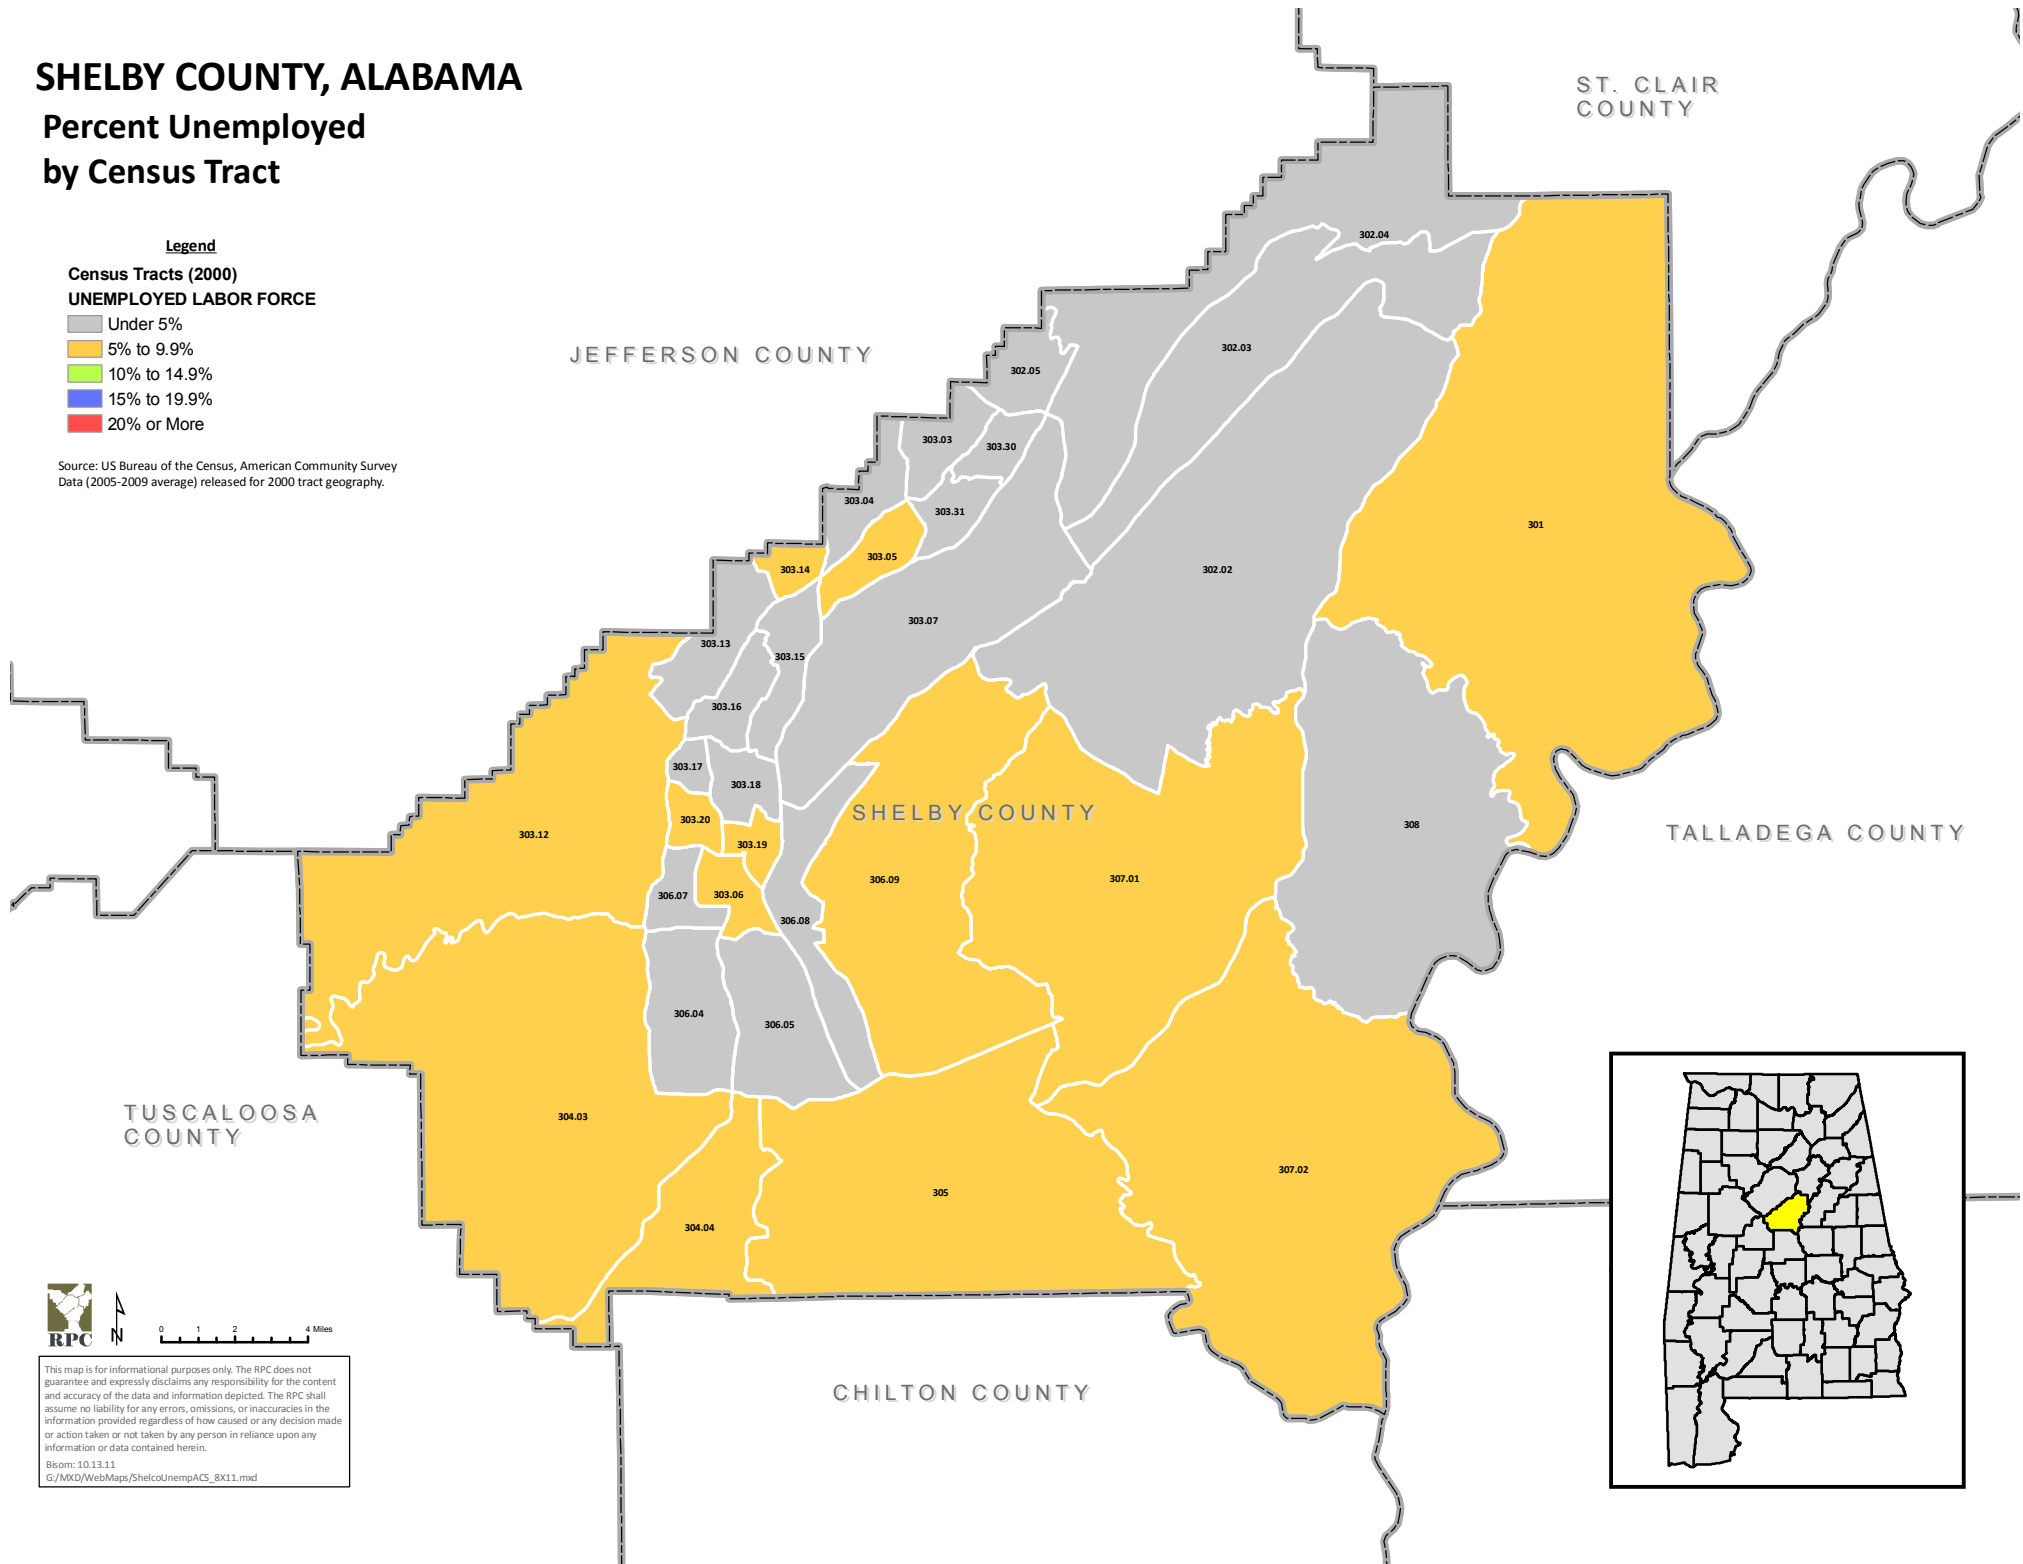 SHELBY COUNTY, ALABAMA
Percent Unemployed
by Census Tract
Legend
Census Tracts (2000)
UNEMPLOYED LABOR FORCE
Under 5%
5% to 9.9%
10% to 14.9%
15% to 19.9%
20% or More
Source: US Bureau of the Census, American Community Survey
Data (2005-2009 average) released for 2000 tract geography.
ST. CLAIR
COUNTY
JEFFERSON COUNTY
302.04
302.03
302.05
303.03
303.30
303.04
303.31
301
303.05
303.14
302.02
303.07
303.13
303.15
303.16
303.17
303.18
SHELBY COUNTY
303.20
303.12
303.19
308
TALLADEGA COUNTY
306.09
307.01
306.07
303.06
306.08
306.04
306.05
TUSCALOOSA
COUNTY
304.03
307.02
305
304.04
CHILTON COUNTY
RPC
N
0 1 2 4 Miles
This map is for informational purposes only. The RPC does not
guarantee and expressly disclaims any responsibility for the content
and accuracy of the data and information depicted. The RPC shall
assume no liability for any errors, omissions, or inaccuracies in the
information provided regardless of how caused or any decision made
or action taken or not taken by any person in reliance upon any
information or data contained herein.
Bisom: 10.13.11
G:/MXD/WebMaps/ShelcoUnempACS_8X11.mxd